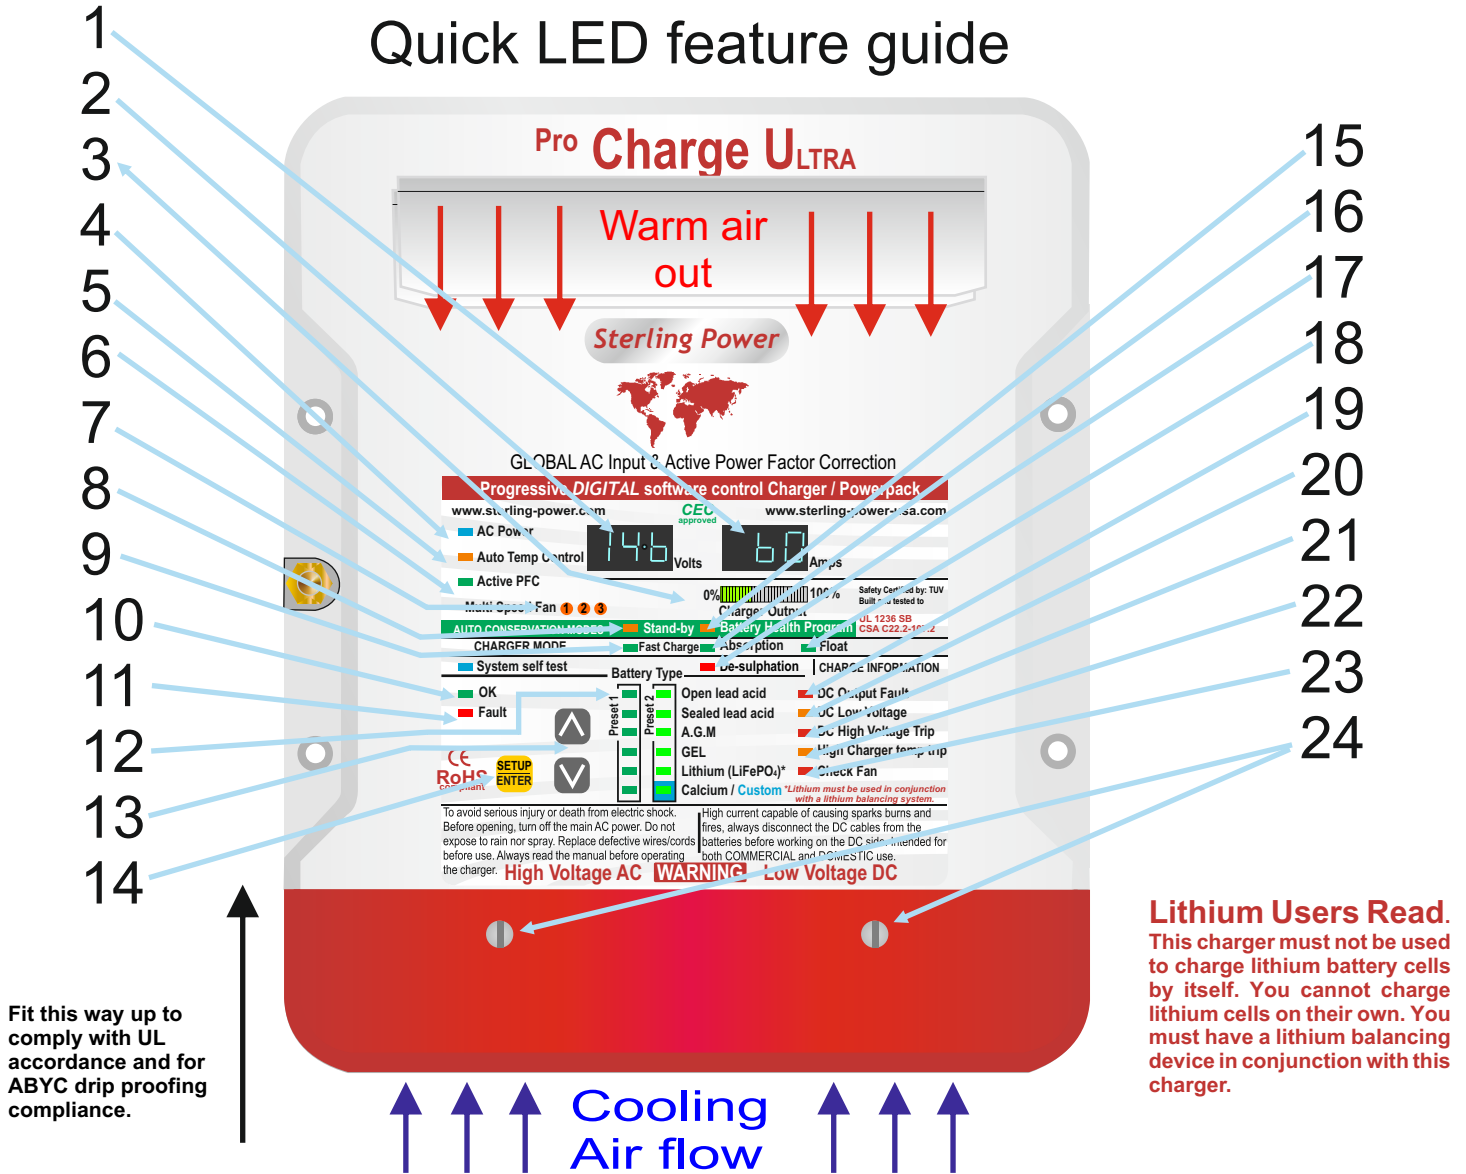 Quick LED feature guide
1
2
3
4
5
6
7
8
9
10
11
12
13
14
15
16
17
18
19
20
21
22
23
24
Pro Charge ULTRA
Warm air
out
Sterling Power
GLOBAL AC Input & Active Power Factor Correction
Progressive DIGITAL software control Charger / Powerpack
www.sterling-power.com
CEC
approved
www.sterling-power-usa.com
AC Power
Auto Temp Control
Active PFC
Multi Speed Fan 1 2 3
14.6 Volts
60 Amps
0% 100%
Charger Output
Safety Certified by: TUV
Built and tested to
UL 1236 SB
CSA C22.2-107.2
AUTO CONSERVATION MODES Stand-by Battery Health Program
CHARGER MODE Fast Charge Absorption Float
System self test De-sulphation CHARGE INFORMATION
Battery Type
OK
Fault
Preset 1
Preset 2
Open lead acid
Sealed lead acid
A.G.M
GEL
Lithium (LiFePO4)*
Calcium / Custom
DC Output Fault
DC Low Voltage
DC High Voltage Trip
High Charger temp trip
Check Fan
*Lithium must be used in conjunction
with a lithium balancing system.
CE
RoHS
compliant
SETUP
ENTER
To avoid serious injury or death from electric shock.
Before opening, turn off the main AC power. Do not
expose to rain nor spray. Replace defective wires/cords
before use. Always read the manual before operating
the charger.
High current capable of causing sparks burns and
fires, always disconnect the DC cables from the
batteries before working on the DC side. Intended for
both COMMERCIAL and DOMESTIC use.
High Voltage AC WARNING Low Voltage DC
Fit this way up to
comply with UL
accordance and for
ABYC drip proofing
compliance.
Lithium Users Read.
This charger must not be used
to charge lithium battery cells
by itself. You cannot charge
lithium cells on their own. You
must have a lithium balancing
device in conjunction with this
charger.
Cooling
Air flow